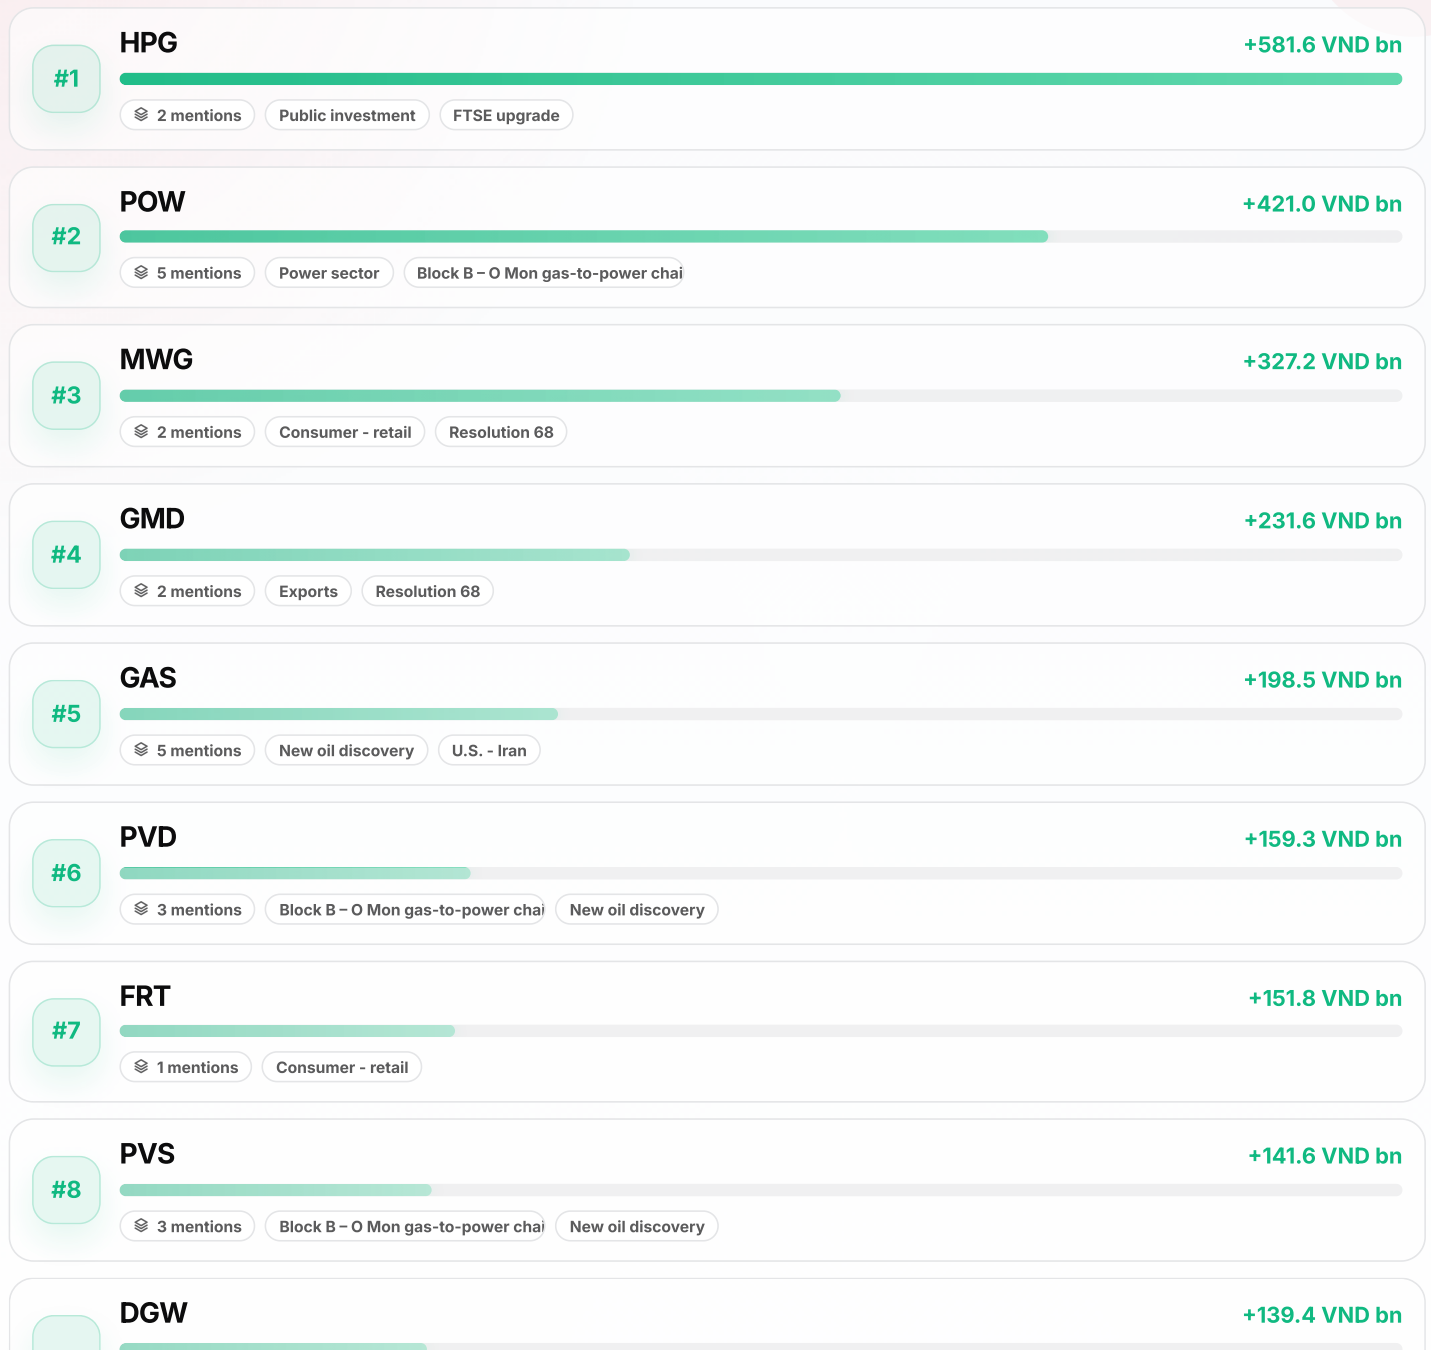 HPG
+581.6 VND bn
#1
2 mentions Public investment FTSE upgrade
POW
+421.0 VND bn
#2
5 mentions Power sector Block B – O Mon gas-to-power chai
MWG
+327.2 VND bn
#3
2 mentions Consumer - retail Resolution 68
GMD
+231.6 VND bn
#4
2 mentions Exports Resolution 68
GAS
+198.5 VND bn
#5
5 mentions New oil discovery U.S. - Iran
PVD
+159.3 VND bn
#6
3 mentions Block B – O Mon gas-to-power chai New oil discovery
FRT
+151.8 VND bn
#7
1 mentions Consumer - retail
PVS
+141.6 VND bn
#8
3 mentions Block B – O Mon gas-to-power chai New oil discovery
DGW
+139.4 VND bn